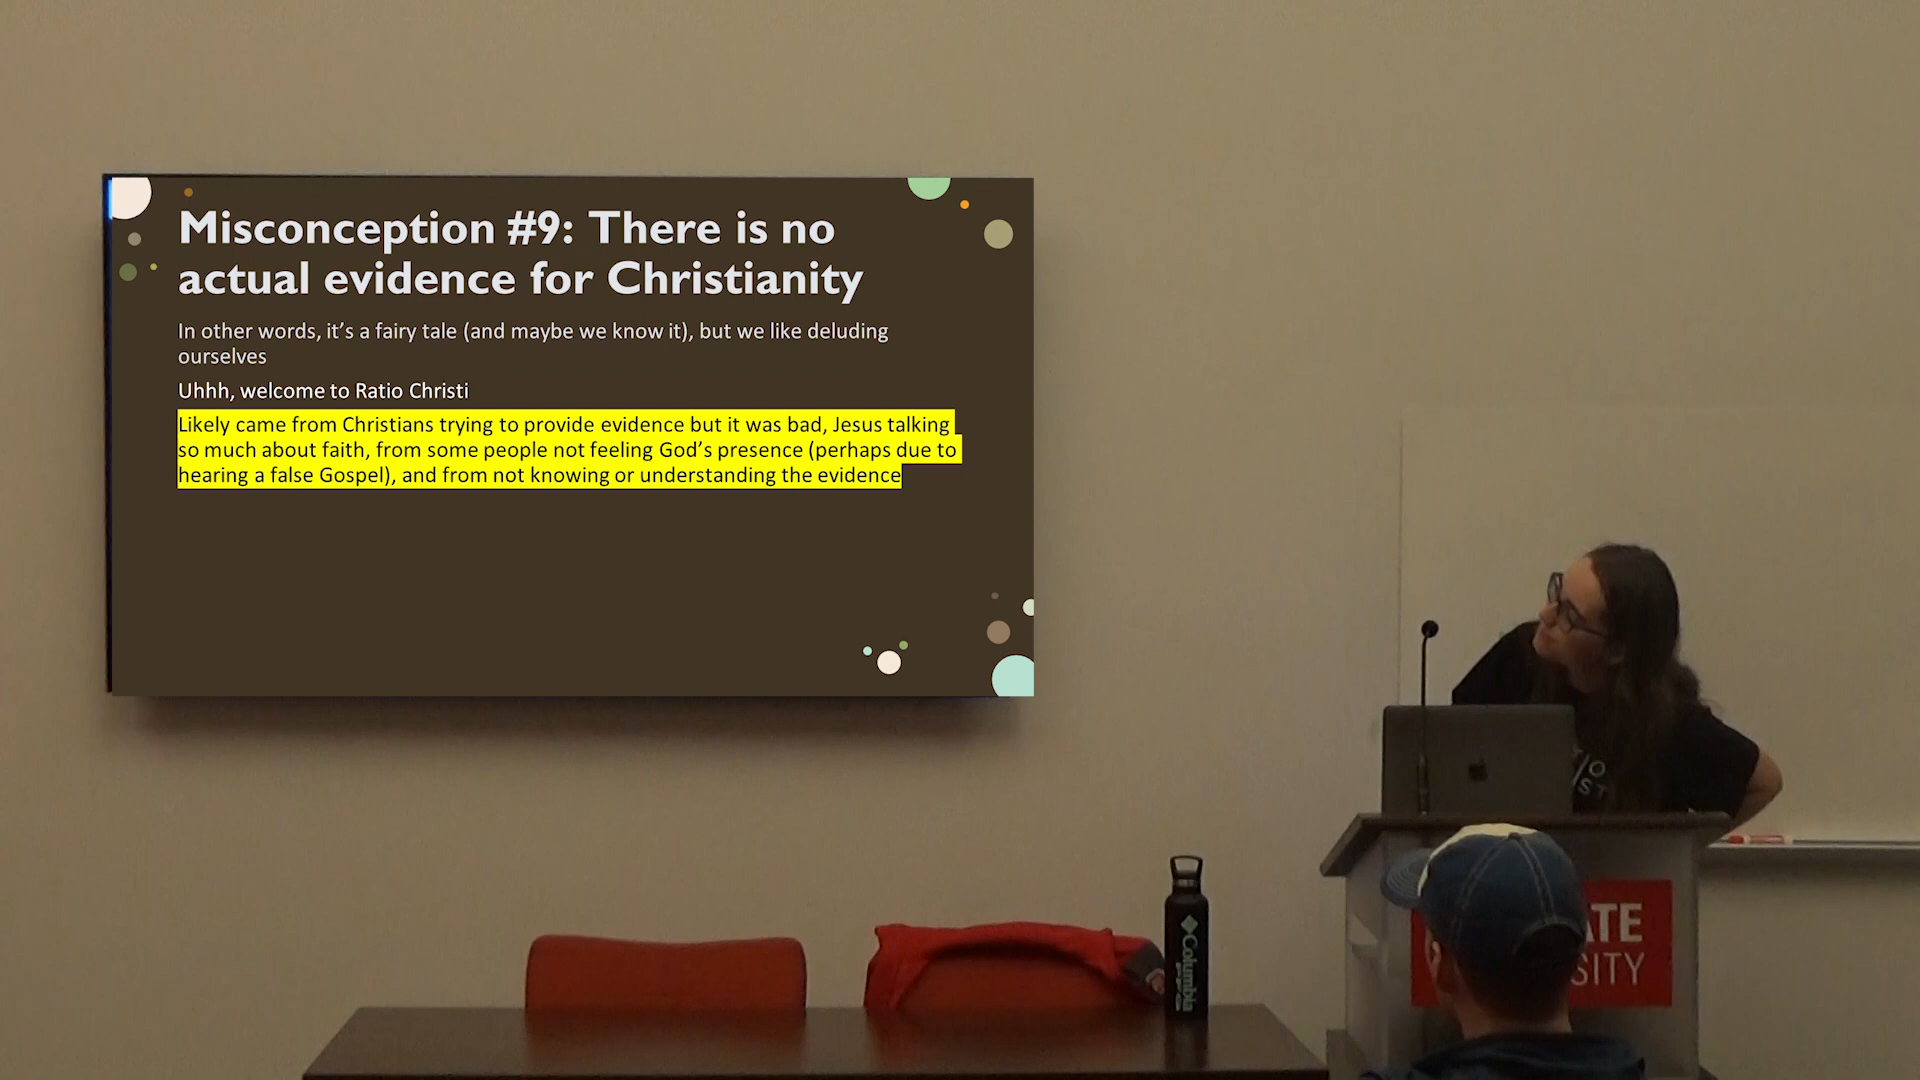 Misconception #9: There is no
actual evidence for Christianity
In other words, it’s a fairy tale (and maybe we know it), but we like deluding
ourselves
Uhhh, welcome to Ratio Christi
Likely came from Christians trying to provide evidence but it was bad, Jesus talking
so much about faith, from some people not feeling God’s presence (perhaps due to
hearing a false Gospel), and from not knowing or understanding the evidence
Columbia
ATE
SITY